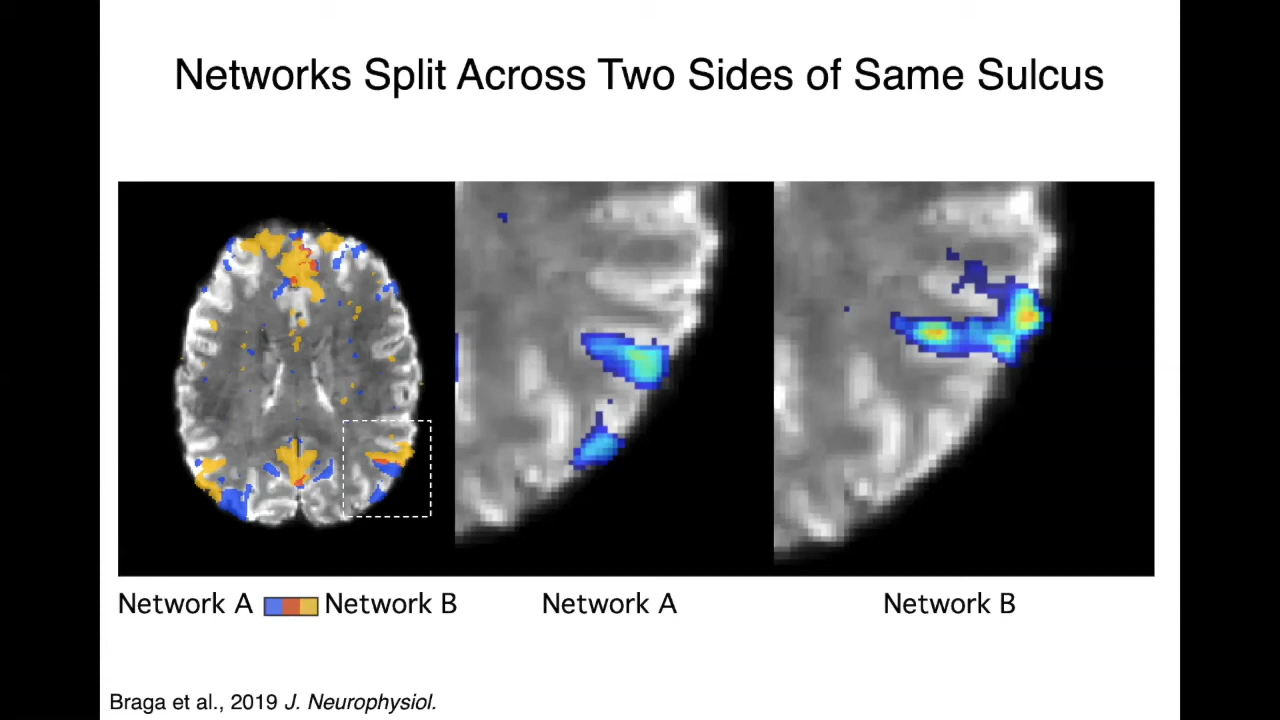 Networks Split Across Two Sides of Same Sulcus
Network A Network B
Network A
Network B
Braga et al., 2019 J. Neurophysiol.